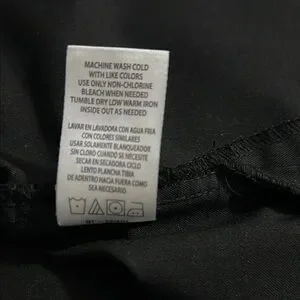 MACHINE WASH COLD
WITH LIKE COLORS
USE ONLY NON-CHLORINE
BLEACH WHEN NEEDED
TUMBLE DRY LOW WARM IRON
INSIDE OUT AS NEEDED
LAVAR EN LAVADORA CON AGUA FRIA
CON COLORES SIMILARES
USAR SOLAMENTE BLANQUEADOR
SIN CLORO CUANDO SE NECESITE
SECAR EN SECADORA CICLO
LENTO PLANCHA TIBIA
DE ADENTRO HACIA FUERA COMO
SEA NECESARIO